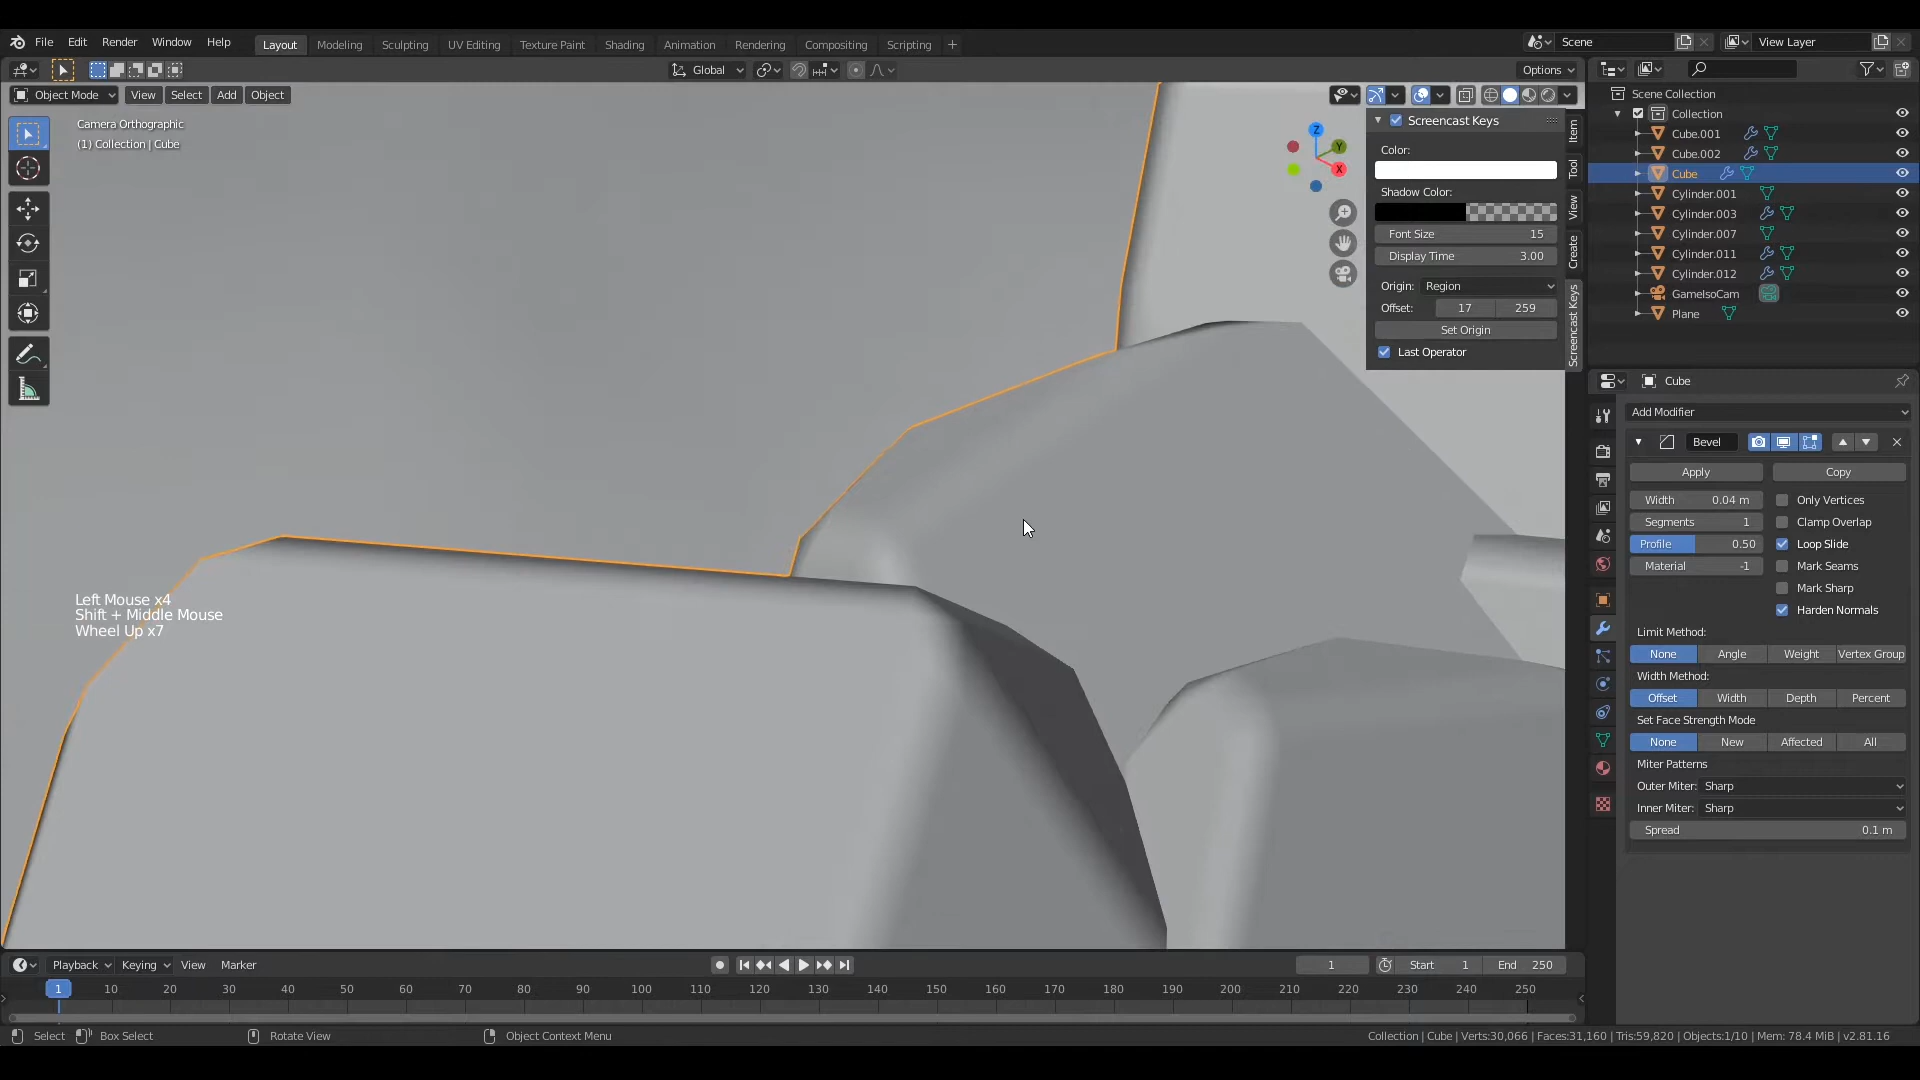 File Edit Render Window Help Layout Modeling Sculpting UV Editing Texture Paint Shading Animation Rendering Compositing Scripting + Scene View Layer
Global Options
Object Mode View Select Add Object
Camera Orthographic
(1) Collection | Cube
Z
Y
X
Screencast Keys
Color:
Shadow Color:
Font Size 15
Display Time 3.00
Origin: Region
Offset: 17 259
Set Origin
Last Operator
Item
Tool
View
Create
Screencast Keys
Left Mouse x4
Shift + Middle Mouse
Wheel Up x7
Scene Collection
Collection
Cube.001
Cube.002
Cube
Cylinder.001
Cylinder.003
Cylinder.007
Cylinder.011
Cylinder.012
GameIsoCam
Plane
Cube
Add Modifier
Bevel
Apply Copy
Width 0.04 m Only Vertices
Segments 1 Clamp Overlap
Profile 0.50 Loop Slide
Material -1 Mark Seams
Mark Sharp
Harden Normals
Limit Method:
None Angle Weight Vertex Group
Width Method:
Offset Width Depth Percent
Set Face Strength Mode
None New Affected All
Miter Patterns
Outer Miter: Sharp
Inner Miter: Sharp
Spread 0.1 m
Playback Keying View Marker 1 Start 1 End 250
1 10 20 30 40 50 60 70 80 90 100 110 120 130 140 150 160 170 180 190 200 210 220 230 240 250
Select Box Select Rotate View Object Context Menu Collection | Cube | Verts:30,066 | Faces:31,160 | Tris:59,820 | Objects:1/10 | Mem: 78.4 MiB | v2.81.16